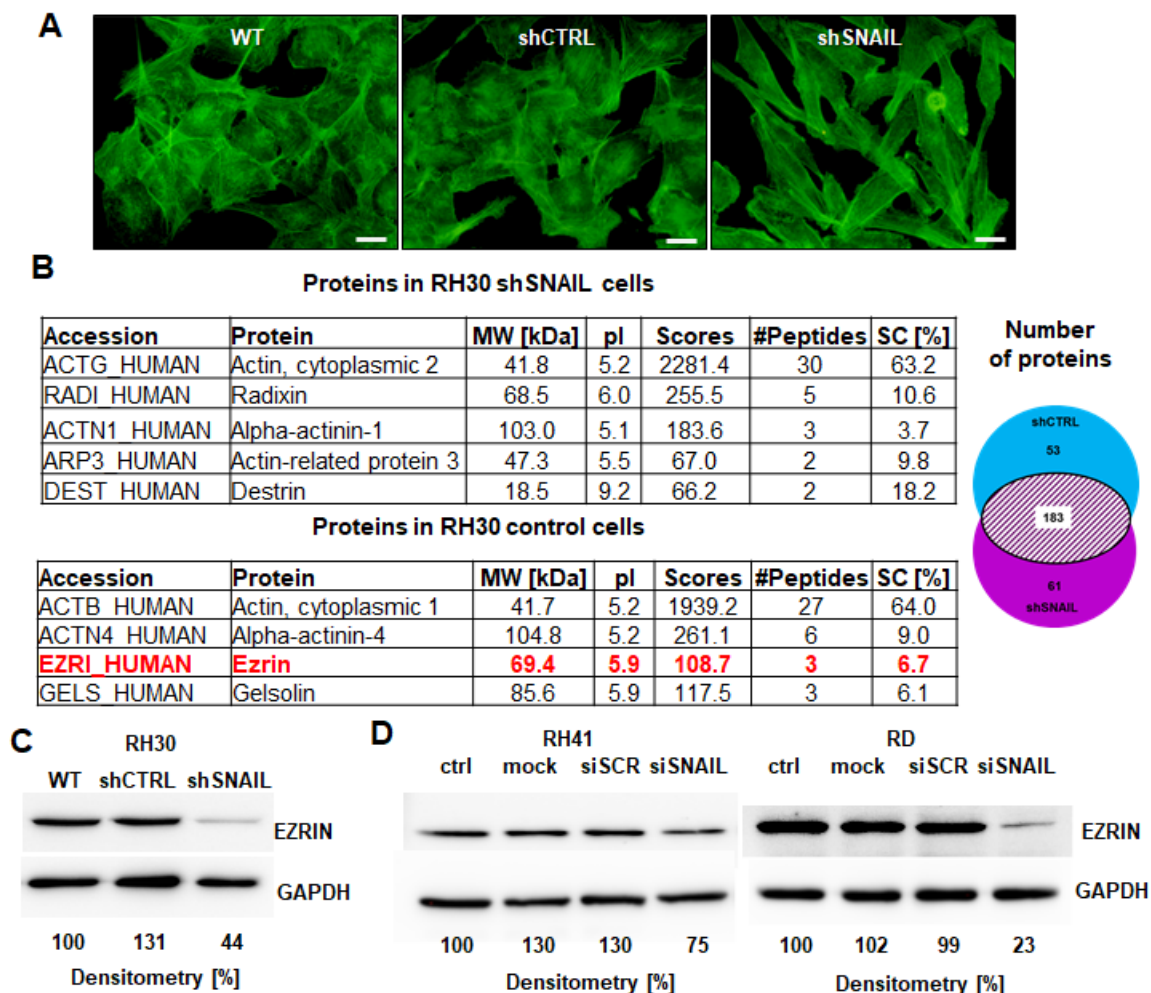 A
WT shCTRL shSNAIL
B
Proteins in RH30 shSNAIL cells
Accession Protein MW [kDa] pI Scores #Peptides SC [%]
ACTG_HUMAN Actin, cytoplasmic 2 41.8 5.2 2281.4 30 63.2
RADI_HUMAN Radixin 68.5 6.0 255.5 5 10.6
ACTN1_HUMAN Alpha-actinin-1 103.0 5.1 183.6 3 3.7
ARP3_HUMAN Actin-related protein 3 47.3 5.5 67.0 2 9.8
DEST_HUMAN Destrin 18.5 9.2 66.2 2 18.2
Proteins in RH30 control cells
Accession Protein MW [kDa] pI Scores #Peptides SC [%]
ACTB_HUMAN Actin, cytoplasmic 1 41.7 5.2 1939.2 27 64.0
ACTN4_HUMAN Alpha-actinin-4 104.8 5.2 261.1 6 9.0
EZRI_HUMAN Ezrin 69.4 5.9 108.7 3 6.7
GELS_HUMAN Gelsolin 85.6 5.9 117.5 3 6.1
Number
of proteins
shCTRL
53
183
61
shSNAIL
C
RH30
WT shCTRL shSNAIL
EZRIN
GAPDH
100 131 44
Densitometry [%]
D
RH41
ctrl mock siSCR siSNAIL
100 130 130 75
Densitometry [%]
RD
ctrl mock siSCR siSNAIL
EZRIN
GAPDH
100 102 99 23
Densitometry [%]